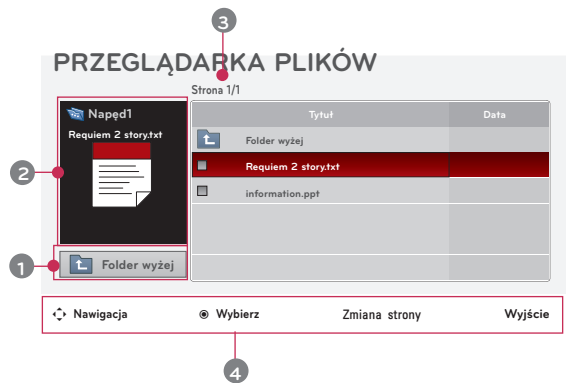 3
PRZEGLĄDARKA PLIKÓW
Strona 1/1
Napęd1
Requiem 2 story.txt
Tytuł Data
Folder wyżej
Requiem 2 story.txt
information.ppt
2
1
Folder wyżej
Nawigacja Wybierz Zmiana strony Wyjście
4